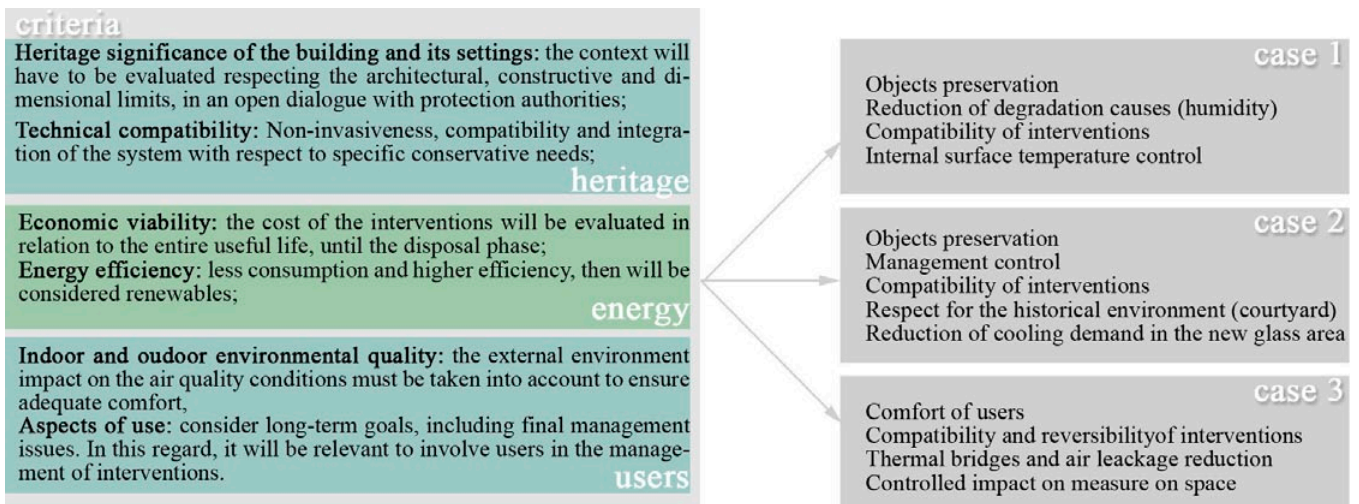 criteria
Heritage significance of the building and its settings: the context will
have to be evaluated respecting the architectural, constructive and di-
mensional limits, in an open dialogue with protection authorities;
Technical compatibility: Non-invasiveness, compatibility and integra-
tion of the system with respect to specific conservative needs;
heritage
Economic viability: the cost of the interventions will be evaluated in
relation to the entire useful life, until the disposal phase;
Energy efficiency: less consumption and higher efficiency, then will be
considered renewables;
energy
Indoor and oudoor environmental quality: the external environment
impact on the air quality conditions must be taken into account to ensure
adequate comfort,
Aspects of use: consider long-term goals, including final management
issues. In this regard, it will be relevant to involve users in the manage-
ment of interventions.
users
case 1
Objects preservation
Reduction of degradation causes (humidity)
Compatibility of interventions
Internal surface temperature control
case 2
Objects preservation
Management control
Compatibility of interventions
Respect for the historical environment (courtyard)
Reduction of cooling demand in the new glass area
case 3
Comfort of users
Compatibility and reversibilityof interventions
Thermal bridges and air leackage reduction
Controlled impact on measure on space